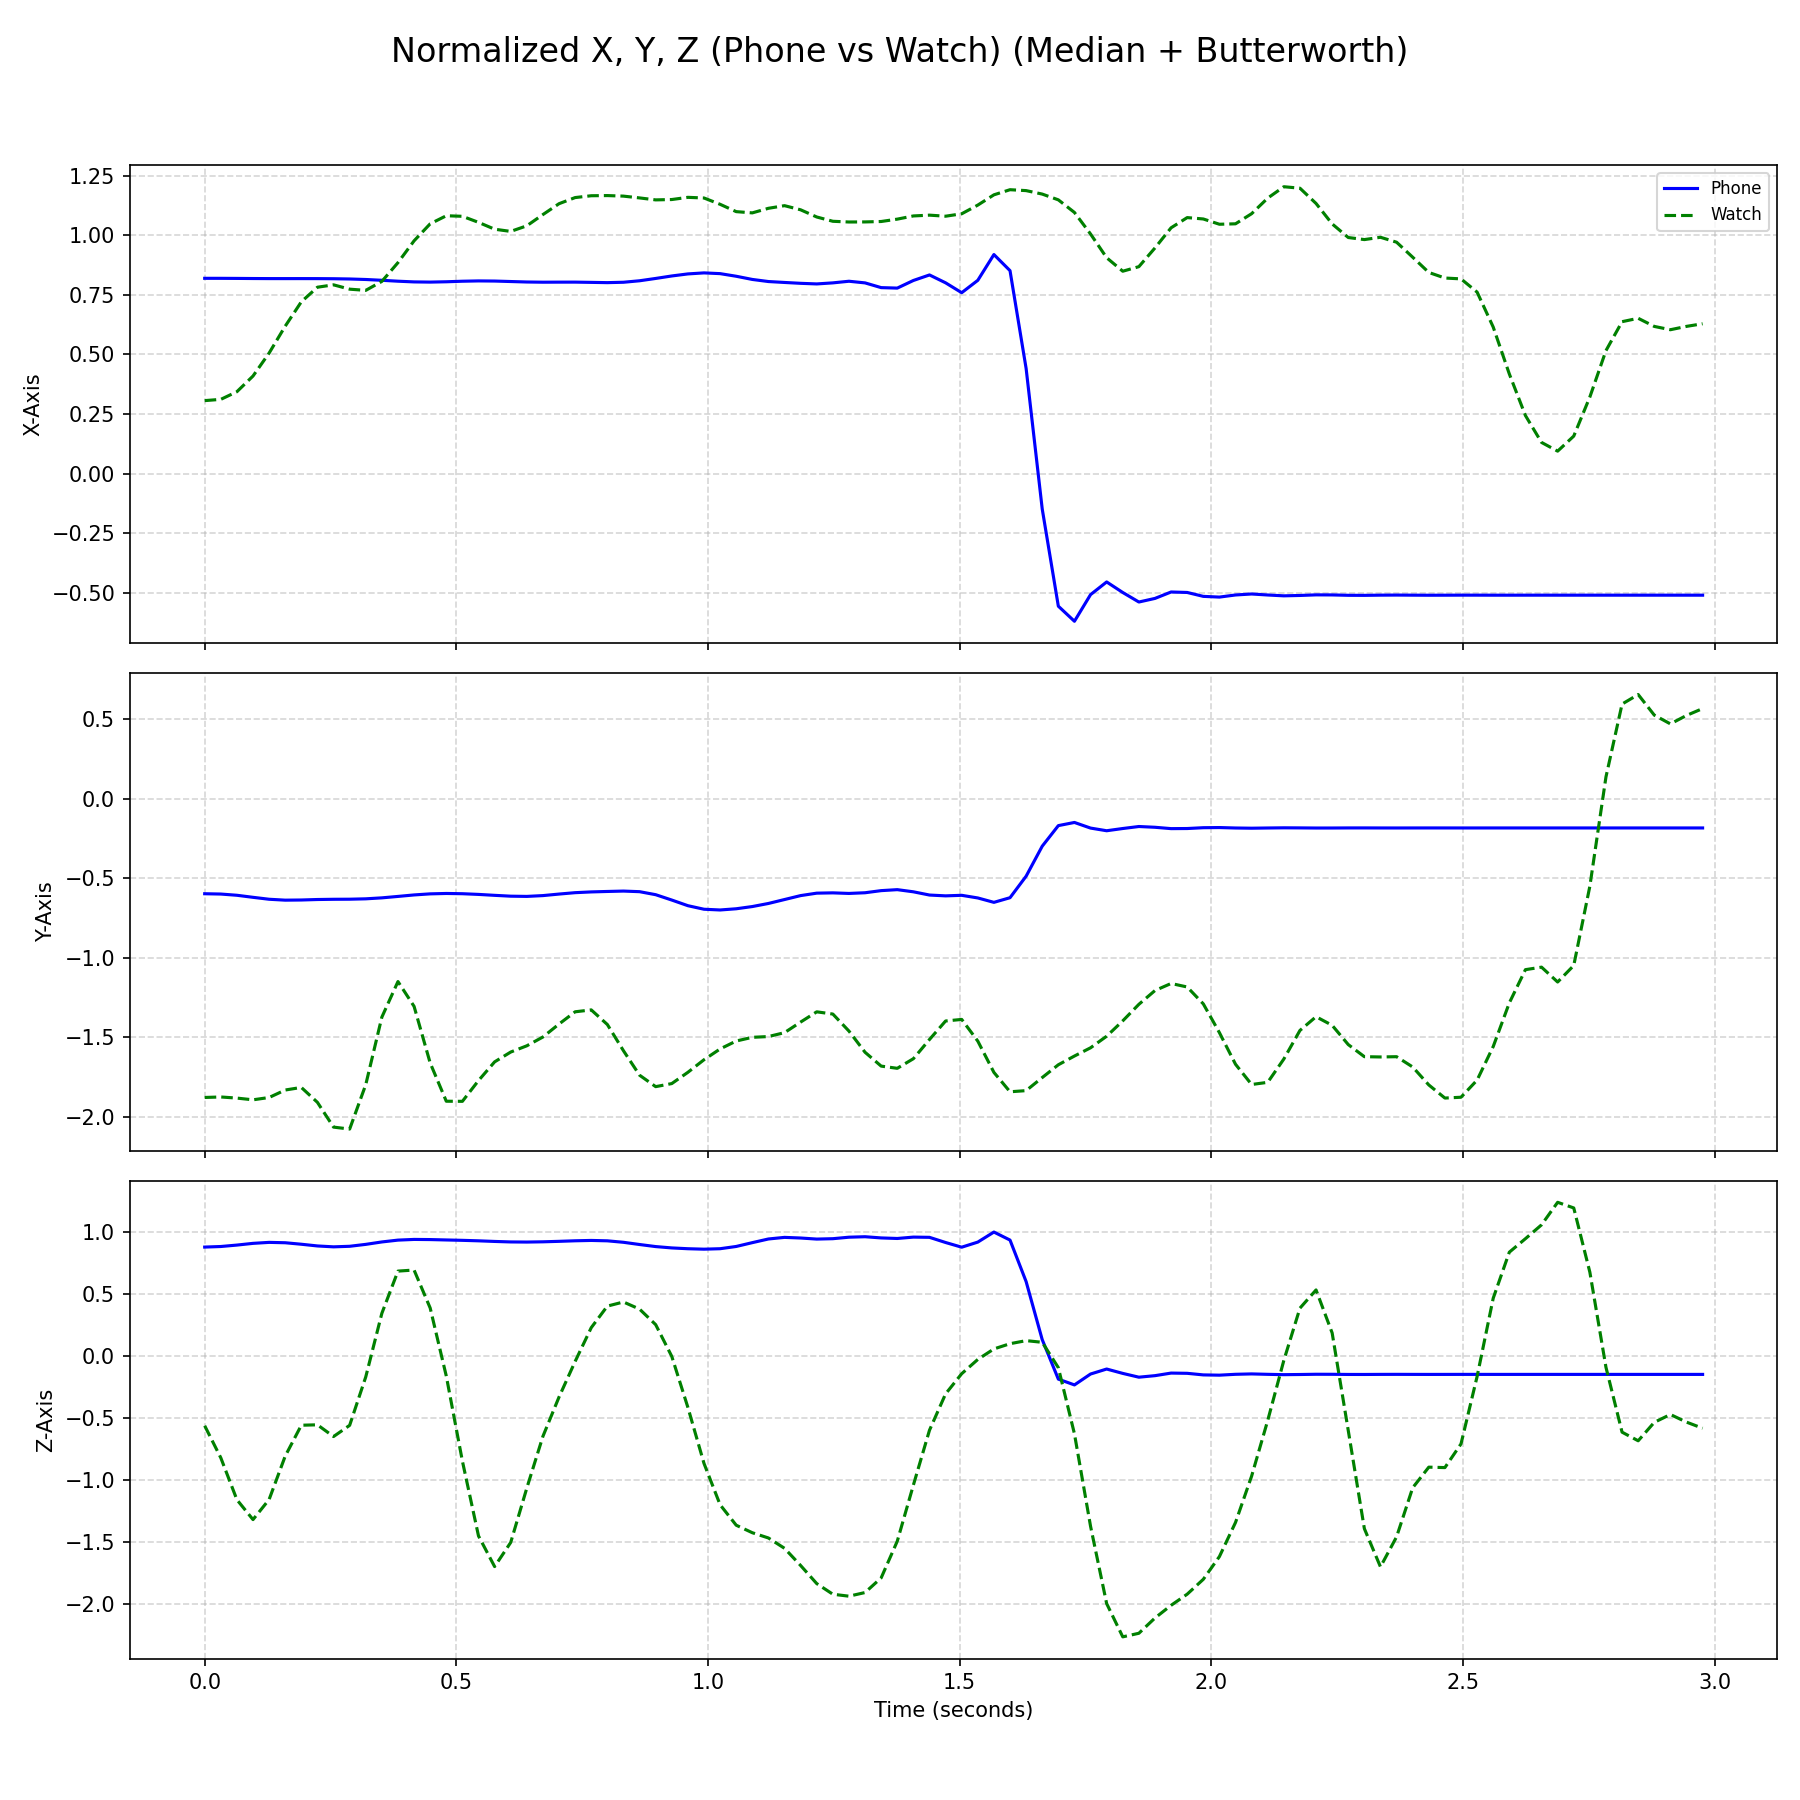 Normalized X, Y, Z (Phone vs Watch) (Median + Butterworth)
1.25
1.00
0.75
0.50
0.25
0.00
−0.25
−0.50
X-Axis
Phone
Watch
0.5
0.0
−0.5
−1.0
−1.5
−2.0
Y-Axis
1.0
0.5
0.0
−0.5
−1.0
−1.5
−2.0
Z-Axis
0.0 0.5 1.0 1.5 2.0 2.5 3.0
Time (seconds)